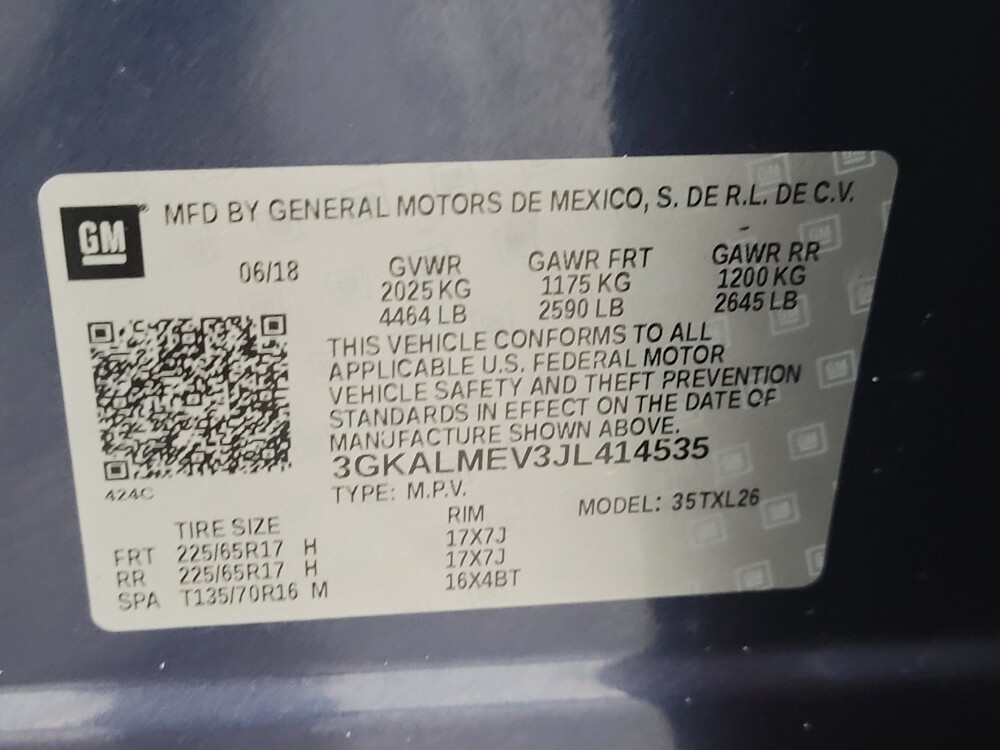 GM
MFD BY GENERAL MOTORS DE MEXICO, S. DE R.L. DE C.V.
06/18
GVWR GAWR FRT GAWR RR
2025 KG 1175 KG 1200 KG
4464 LB 2590 LB 2645 LB
THIS VEHICLE CONFORMS TO ALL
APPLICABLE U.S. FEDERAL MOTOR
VEHICLE SAFETY AND THEFT PREVENTION
STANDARDS IN EFFECT ON THE DATE OF
MANUFACTURE SHOWN ABOVE.
3GKALMEV3JL414535
424C
TYPE: M.P.V. MODEL: 35TXL26
TIRE SIZE RIM
FRT 225/65R17 H 17X7J
RR 225/65R17 H 17X7J
SPA T135/70R16 M 16X4BT